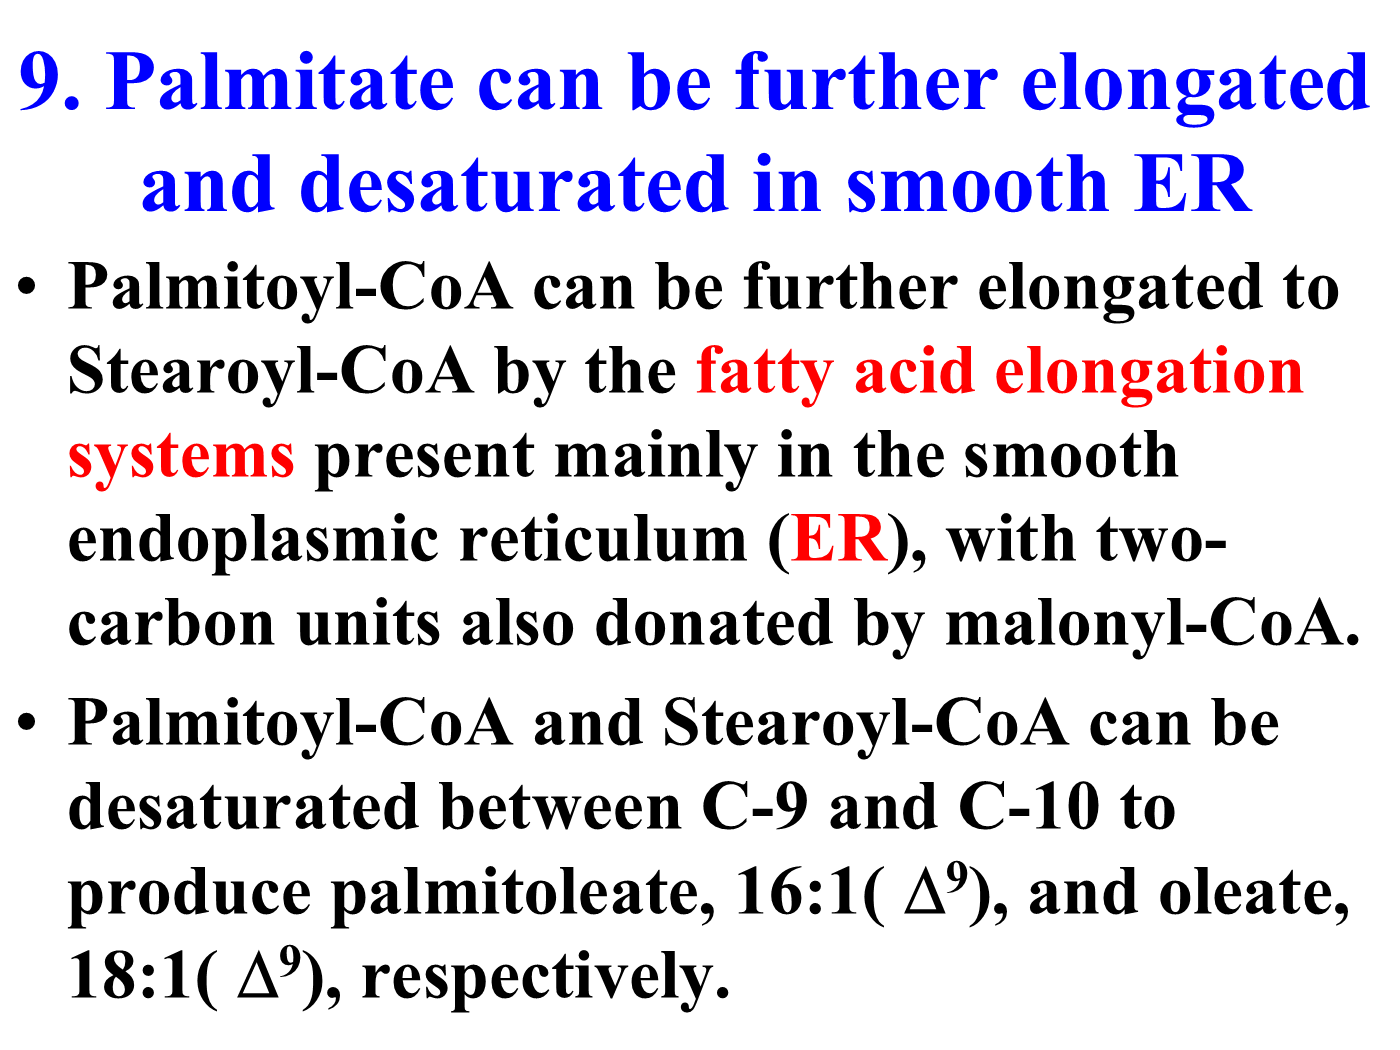 9. Palmitate can be further elongated
and desaturated in smooth ER
• Palmitoyl-CoA can be further elongated to
Stearoyl-CoA by the fatty acid elongation
systems present mainly in the smooth
endoplasmic reticulum (ER), with two-
carbon units also donated by malonyl-CoA.
• Palmitoyl-CoA and Stearoyl-CoA can be
desaturated between C-9 and C-10 to
produce palmitoleate, 16:1( Δ⁹), and oleate,
18:1( Δ⁹), respectively.